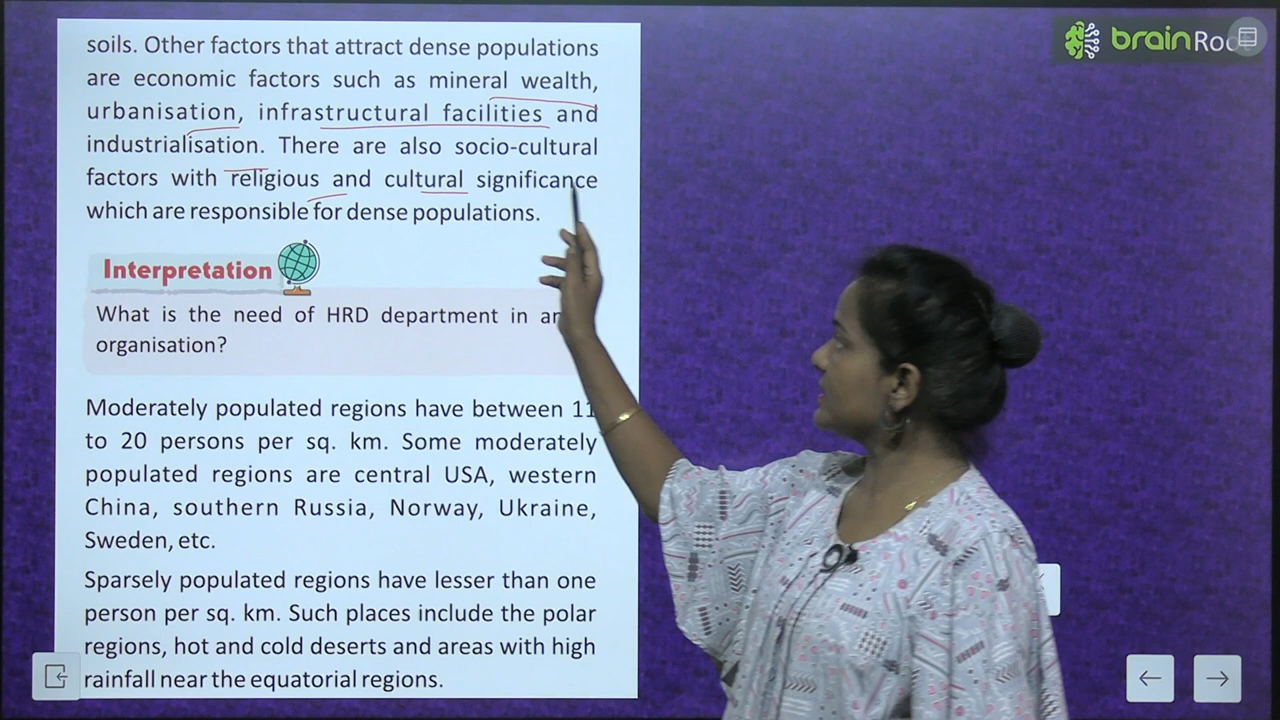 soils. Other factors that attract dense populations
are economic factors such as mineral wealth,
urbanisation, infrastructural facilities and
industrialisation. There are also socio-cultural
factors with religious and cultural significance
which are responsible for dense populations.
Interpretation
What is the need of HRD department in an
organisation?
Moderately populated regions have between 11
to 20 persons per sq. km. Some moderately
populated regions are central USA, western
China, southern Russia, Norway, Ukraine,
Sweden, etc.
Sparsely populated regions have lesser than one
person per sq. km. Such places include the polar
regions, hot and cold deserts and areas with high
rainfall near the equatorial regions.
brain